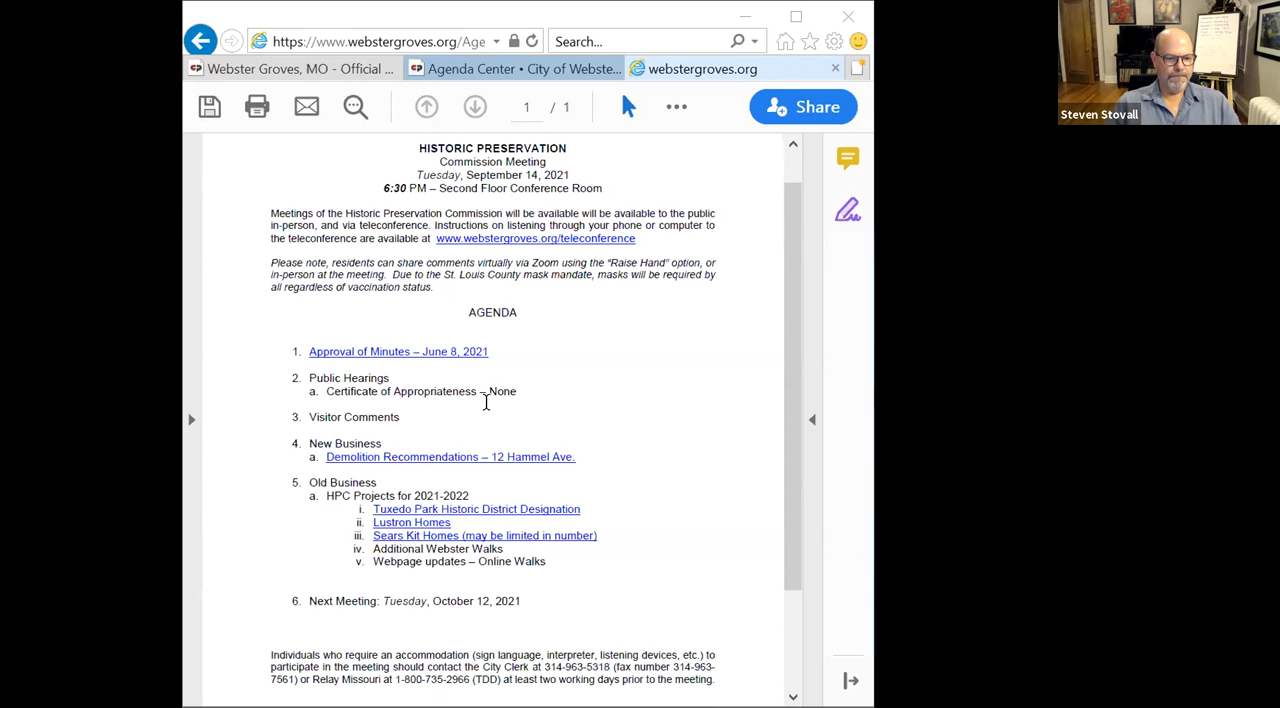 https://www.webstergroves.org/Age
Search...
Webster Groves, MO - Official ...
Agenda Center • City of Webste...
webstergroves.org
1 / 1
Share
HISTORIC PRESERVATION
Commission Meeting
Tuesday, September 14, 2021
6:30 PM – Second Floor Conference Room
Meetings of the Historic Preservation Commission will be available will be available to the public
in-person, and via teleconference. Instructions on listening through your phone or computer to
the teleconference are available at www.webstergroves.org/teleconference
Please note, residents can share comments virtually via Zoom using the “Raise Hand” option, or
in-person at the meeting. Due to the St. Louis County mask mandate, masks will be required by
all regardless of vaccination status.
AGENDA
1. Approval of Minutes – June 8, 2021
2. Public Hearings
a. Certificate of Appropriateness – None
3. Visitor Comments
4. New Business
a. Demolition Recommendations – 12 Hammel Ave.
5. Old Business
a. HPC Projects for 2021-2022
i. Tuxedo Park Historic District Designation
ii. Lustron Homes
iii. Sears Kit Homes (may be limited in number)
iv. Additional Webster Walks
v. Webpage updates – Online Walks
6. Next Meeting: Tuesday, October 12, 2021
Individuals who require an accommodation (sign language, interpreter, listening devices, etc.) to
participate in the meeting should contact the City Clerk at 314-963-5318 (fax number 314-963-
7561) or Relay Missouri at 1-800-735-2966 (TDD) at least two working days prior to the meeting.
Steven Stovall